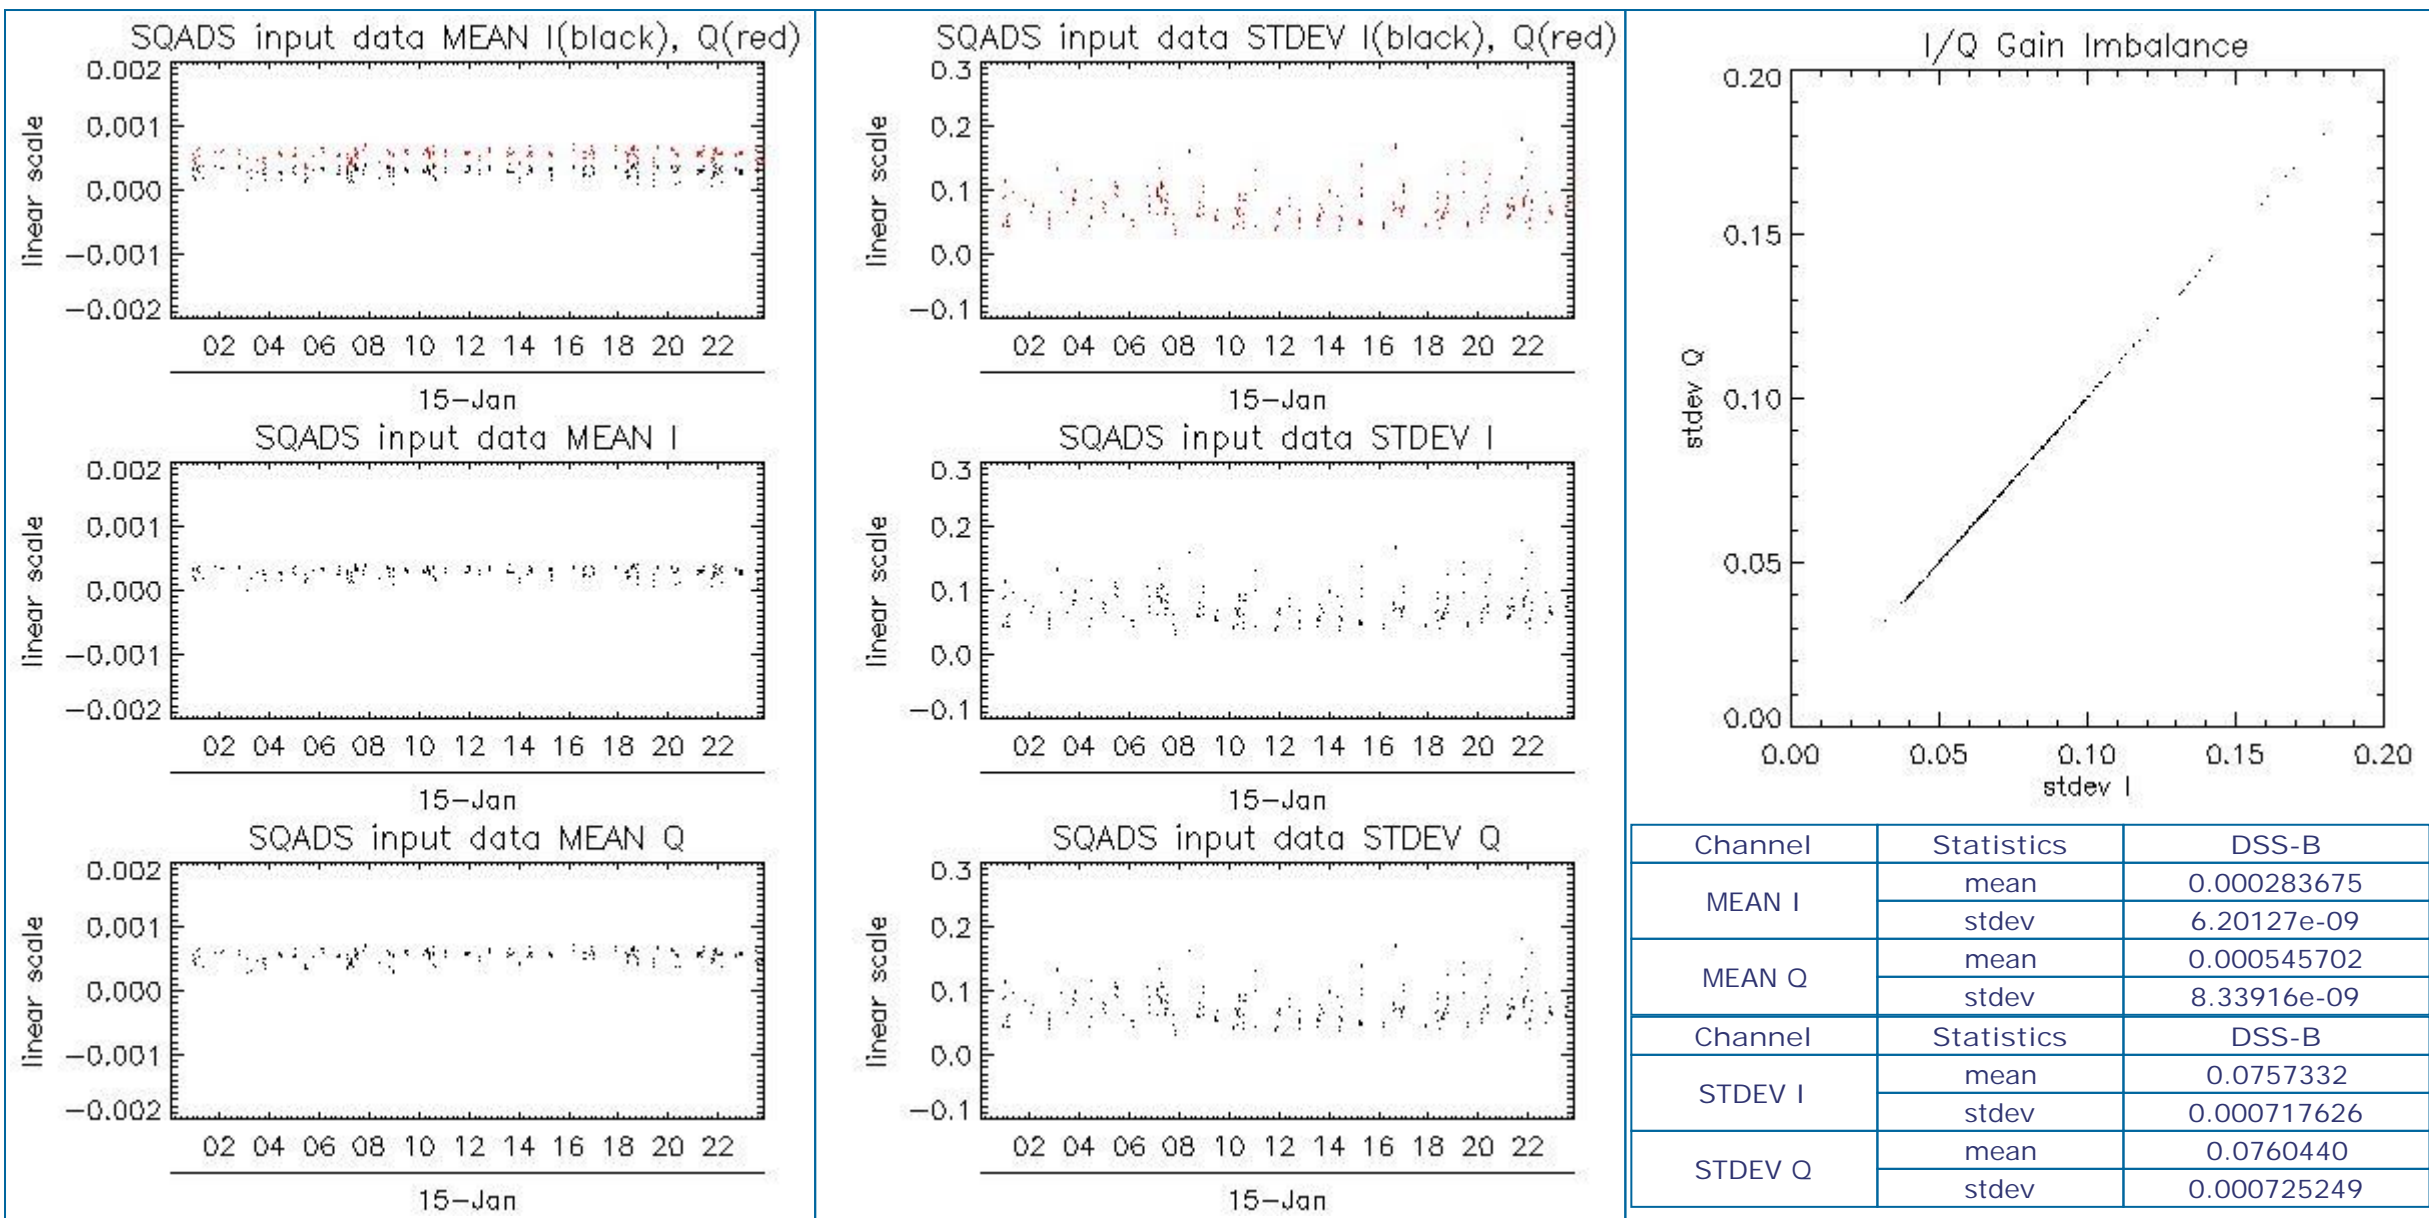 SQADS input data MEAN I(black), Q(red)
0.002
0.001
0.000
−0.001
−0.002
linear scale
02 04 06 08 10 12 14 16 18 20 22
15−Jan
SQADS input data MEAN I
0.002
0.001
0.000
−0.001
−0.002
linear scale
02 04 06 08 10 12 14 16 18 20 22
15−Jan
SQADS input data MEAN Q
0.002
0.001
0.000
−0.001
−0.002
linear scale
02 04 06 08 10 12 14 16 18 20 22
15−Jan
SQADS input data STDEV I(black), Q(red)
0.3
0.2
0.1
0.0
−0.1
linear scale
02 04 06 08 10 12 14 16 18 20 22
15−Jan
SQADS input data STDEV I
0.3
0.2
0.1
0.0
−0.1
linear scale
02 04 06 08 10 12 14 16 18 20 22
15−Jan
SQADS input data STDEV Q
0.3
0.2
0.1
0.0
−0.1
linear scale
02 04 06 08 10 12 14 16 18 20 22
15−Jan
I/Q Gain Imbalance
0.20
0.15
0.10
0.05
0.00
stdev Q
0.00 0.05 0.10 0.15 0.20
stdev I
Channel Statistics DSS-B
MEAN I mean 0.000283675
stdev 6.20127e-09
MEAN Q mean 0.000545702
stdev 8.33916e-09
Channel Statistics DSS-B
STDEV I mean 0.0757332
stdev 0.000717626
STDEV Q mean 0.0760440
stdev 0.000725249